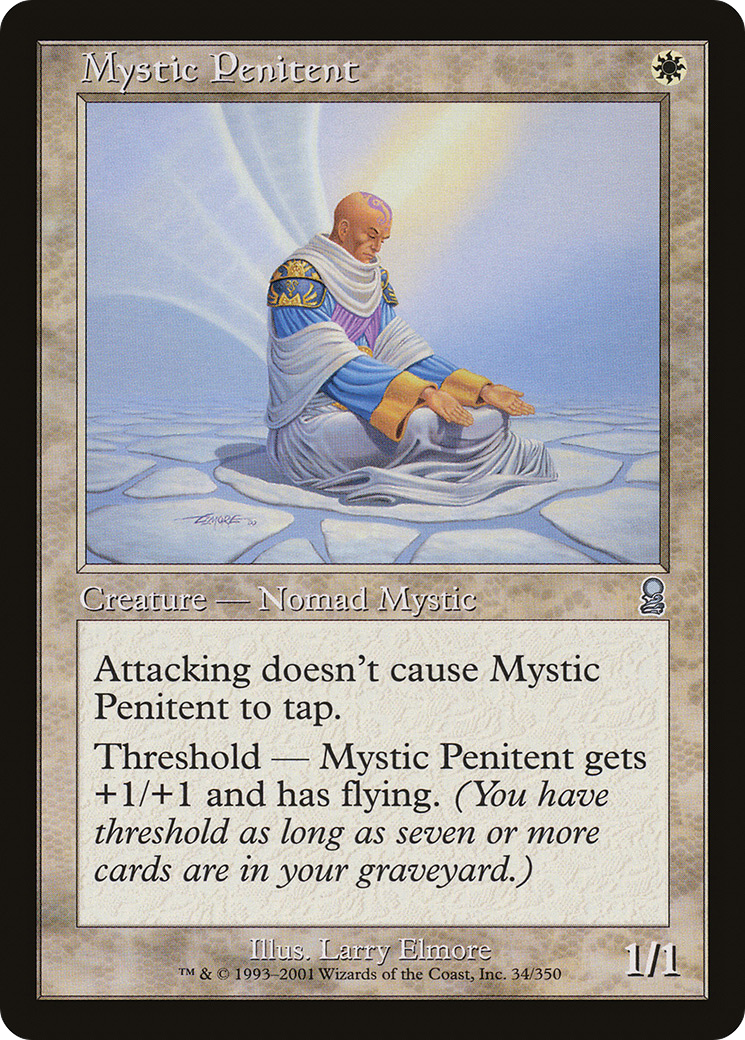 Mystic Penitent
ELMORE
Creature — Nomad Mystic
Attacking doesn't cause Mystic
Penitent to tap.
Threshold — Mystic Penitent gets
+1/+1 and has flying. (You have
threshold as long as seven or more
cards are in your graveyard.)
Illus. Larry Elmore
™ & © 1993–2001 Wizards of the Coast, Inc. 34/350
1/1